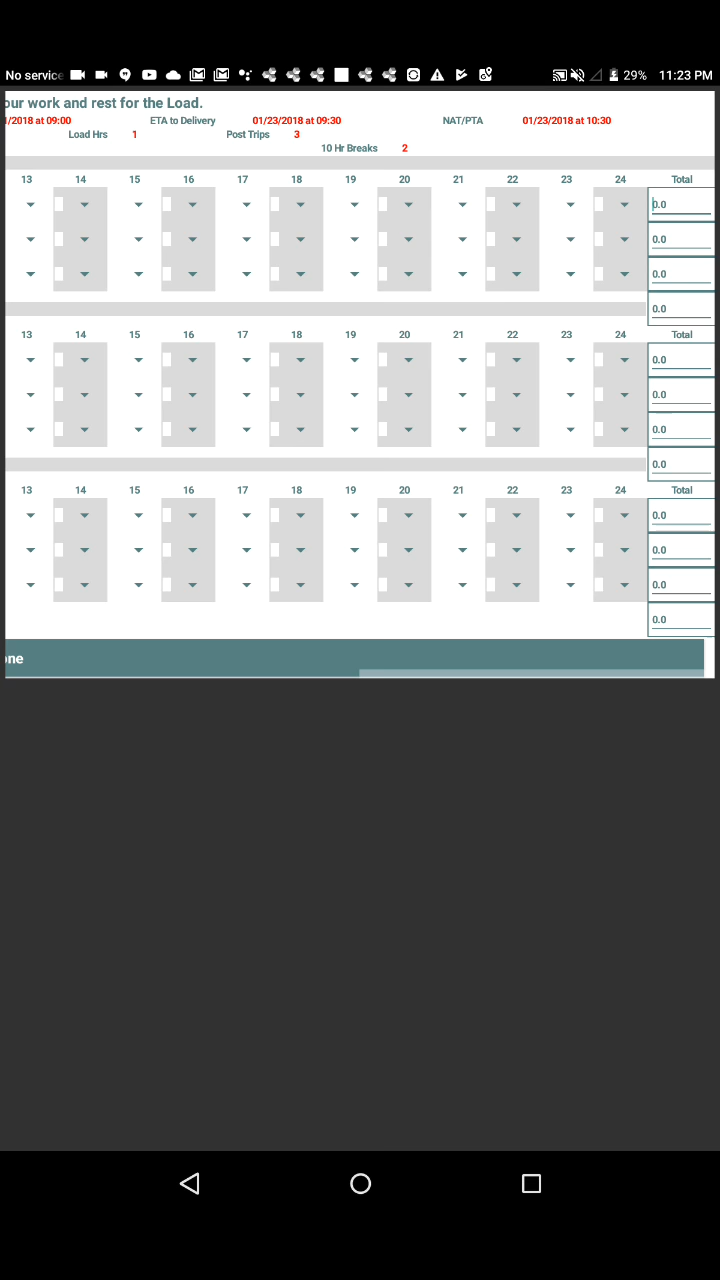 No service 29% 11:23 PM
our work and rest for the Load.
1/2018 at 09:00 ETA to Delivery 01/23/2018 at 09:30 NAT/PTA 01/23/2018 at 10:30
Load Hrs 1 Post Trips 3
10 Hr Breaks 2
13 14 15 16 17 18 19 20 21 22 23 24 Total
0.0
0.0
0.0
0.0
13 14 15 16 17 18 19 20 21 22 23 24 Total
0.0
0.0
0.0
0.0
13 14 15 16 17 18 19 20 21 22 23 24 Total
0.0
0.0
0.0
0.0
one